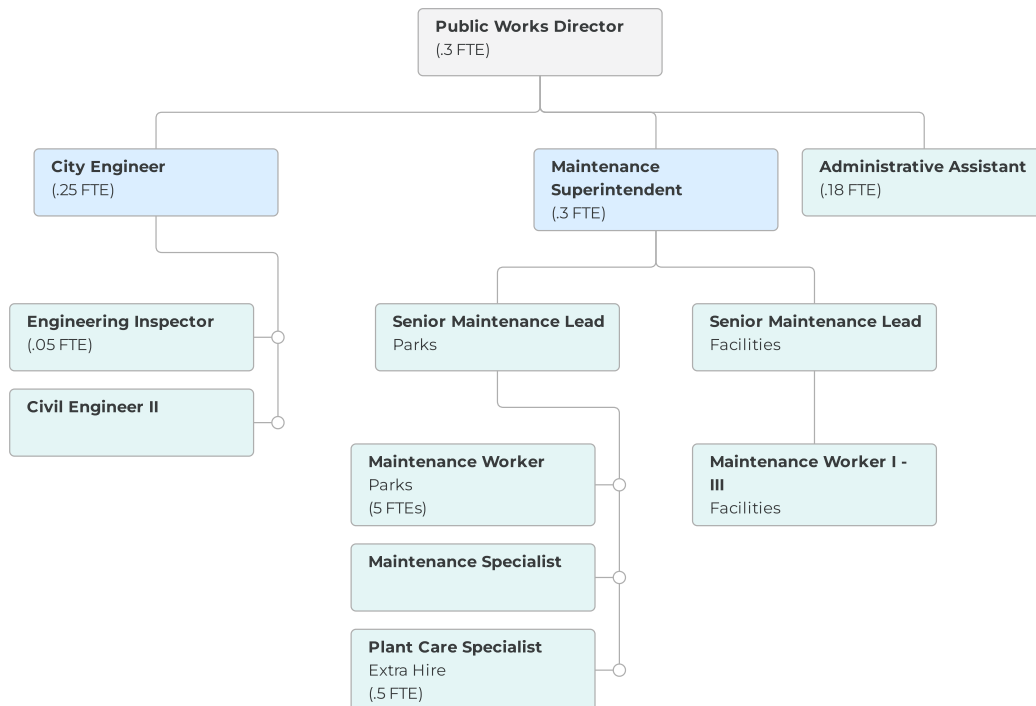 Public Works Director
(.3 FTE)
City Engineer
(.25 FTE)
Maintenance
Superintendent
(.3 FTE)
Administrative Assistant
(.18 FTE)
Engineering Inspector
(.05 FTE)
Civil Engineer II
Senior Maintenance Lead
Parks
Senior Maintenance Lead
Facilities
Maintenance Worker
Parks
(5 FTEs)
Maintenance Specialist
Plant Care Specialist
Extra Hire
(.5 FTE)
Maintenance Worker I -
III
Facilities